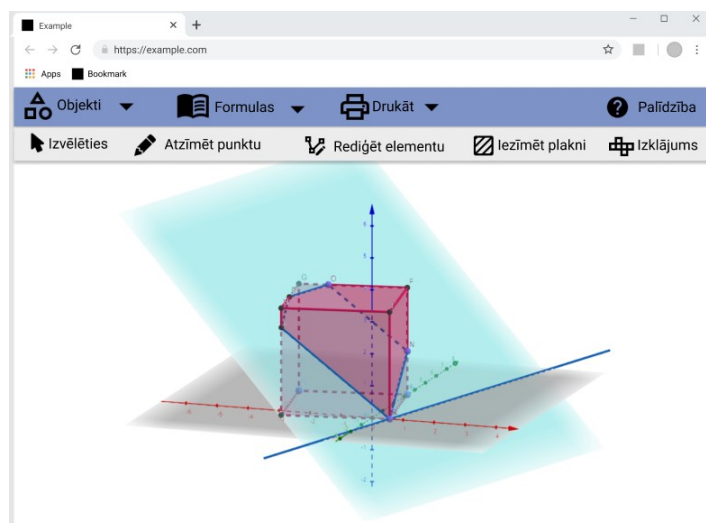 Example
https://example.com
Apps Bookmark
Objekti Formulas Drukāt Palīdzība
Izvēlēties Atzīmēt punktu Rediģēt elementu Iezīmēt plakni Izklājums
G
N